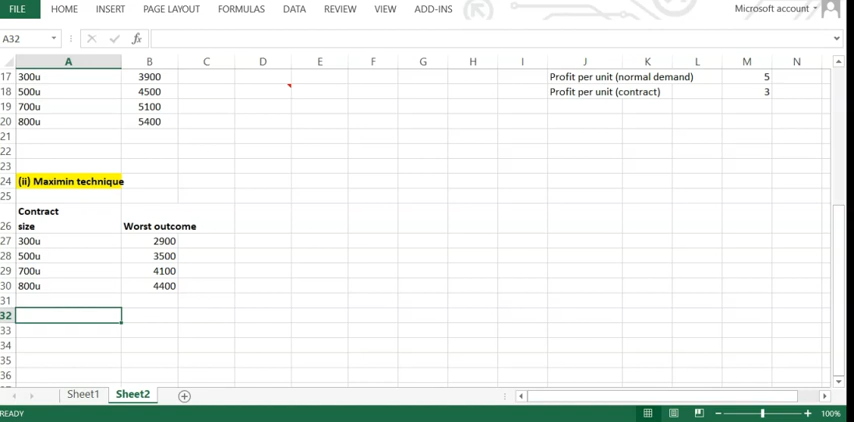 FILE HOME INSERT PAGE LAYOUT FORMULAS DATA REVIEW VIEW ADD-INS Microsoft account
A32 fx
A B C D E F G H I J K L M N
17 300u 3900 Profit per unit (normal demand) 5
18 500u 4500 Profit per unit (contract) 3
19 700u 5100
20 800u 5400
21
22
23
24 (ii) Maximin technique
25
Contract
26 size Worst outcome
27 300u 2900
28 500u 3500
29 700u 4100
30 800u 4400
31
32
33
34
35
36
Sheet1 Sheet2
READY 100%